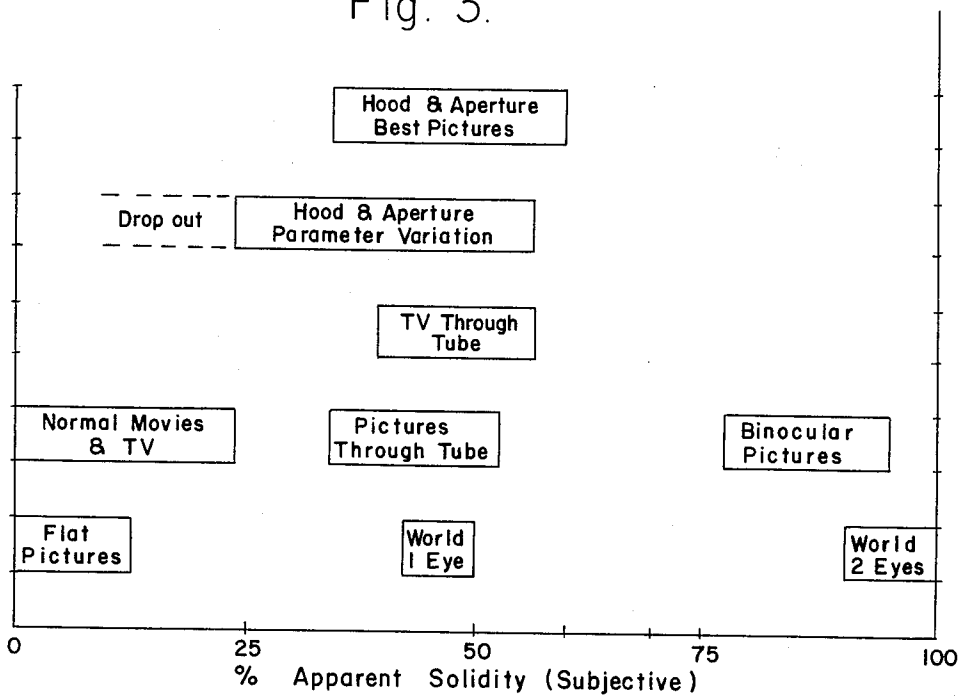 Fig. 3.
Hood & Aperture
Best Pictures
Drop out
Hood & Aperture
Parameter Variation
TV Through
Tube
Normal Movies
& TV
Pictures
Through Tube
Binocular
Pictures
Flat
Pictures
World
1 Eye
World
2 Eyes
0
25
50
75
100
% Apparent Solidity (Subjective)